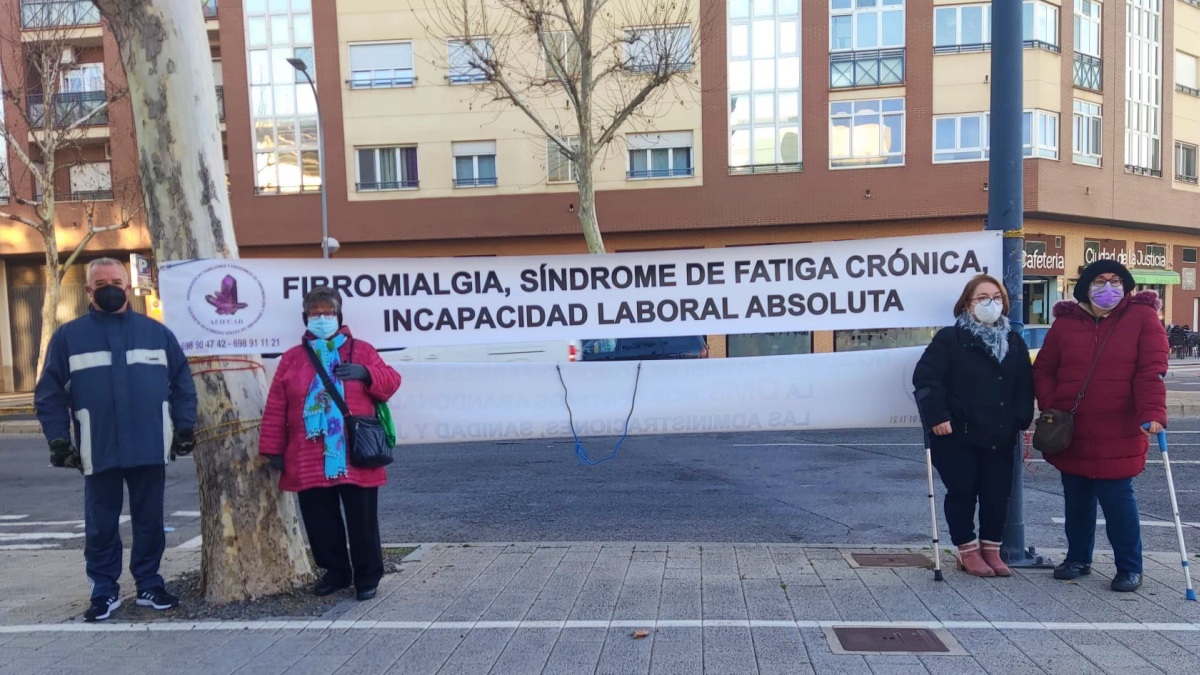 FIBROMIALGIA, SÍNDROME DE FATIGA CRÓNICA,
INCAPACIDAD LABORAL ABSOLUTA
698 90 47 42 - 698 91 11 21
LAS ADMINISTRACIONES, SANIDAD Y
Cafetería
Ciudad de la Justicia